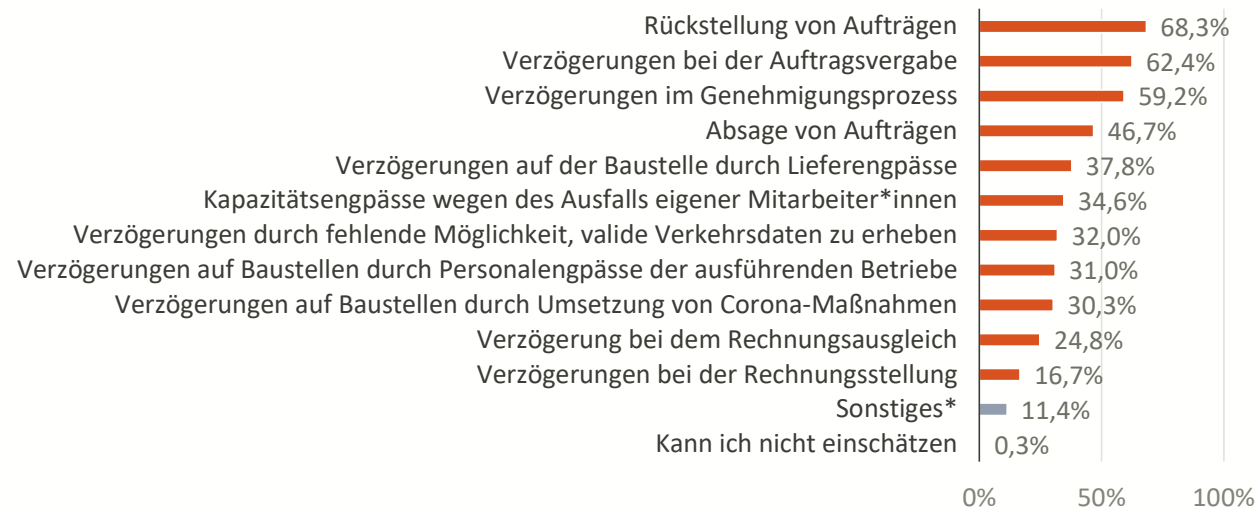 Rückstellung von Aufträgen 68,3%
Verzögerungen bei der Auftragsvergabe 62,4%
Verzögerungen im Genehmigungsprozess 59,2%
Absage von Aufträgen 46,7%
Verzögerungen auf der Baustelle durch Lieferengpässe 37,8%
Kapazitätsengpässe wegen des Ausfalls eigener Mitarbeiter*innen 34,6%
Verzögerungen durch fehlende Möglichkeit, valide Verkehrsdaten zu erheben 32,0%
Verzögerungen auf Baustellen durch Personalengpässe der ausführenden Betriebe 31,0%
Verzögerungen auf Baustellen durch Umsetzung von Corona-Maßnahmen 30,3%
Verzögerung bei dem Rechnungsausgleich 24,8%
Verzögerungen bei der Rechnungsstellung 16,7%
Sonstiges* 11,4%
Kann ich nicht einschätzen 0,3%
0% 50% 100%